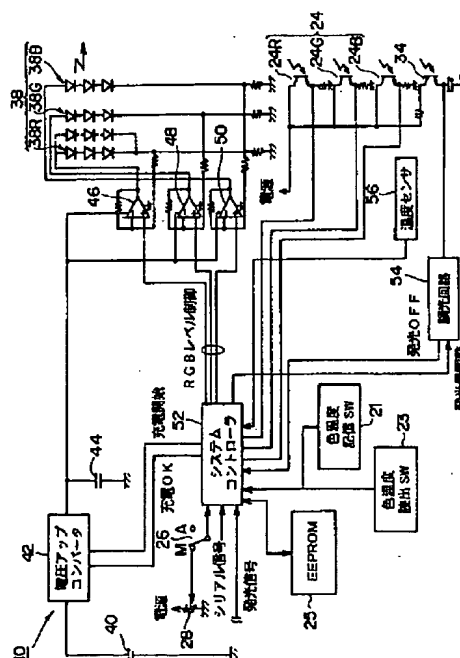 38
38R 38G 38B
24R
24
24G
24B
34
46
48
50
電源
56
温度センサ
54
調光回路
発光OFF
RGBレベル制御
52
システム
コントローラ
充電開始
充電OK
44
42
電圧アップ
コンバータ
40
26
M
A
電源
28
シリアル信号
発光信号
25
EEPROM
21
色温度
記憶SW
23
色温度